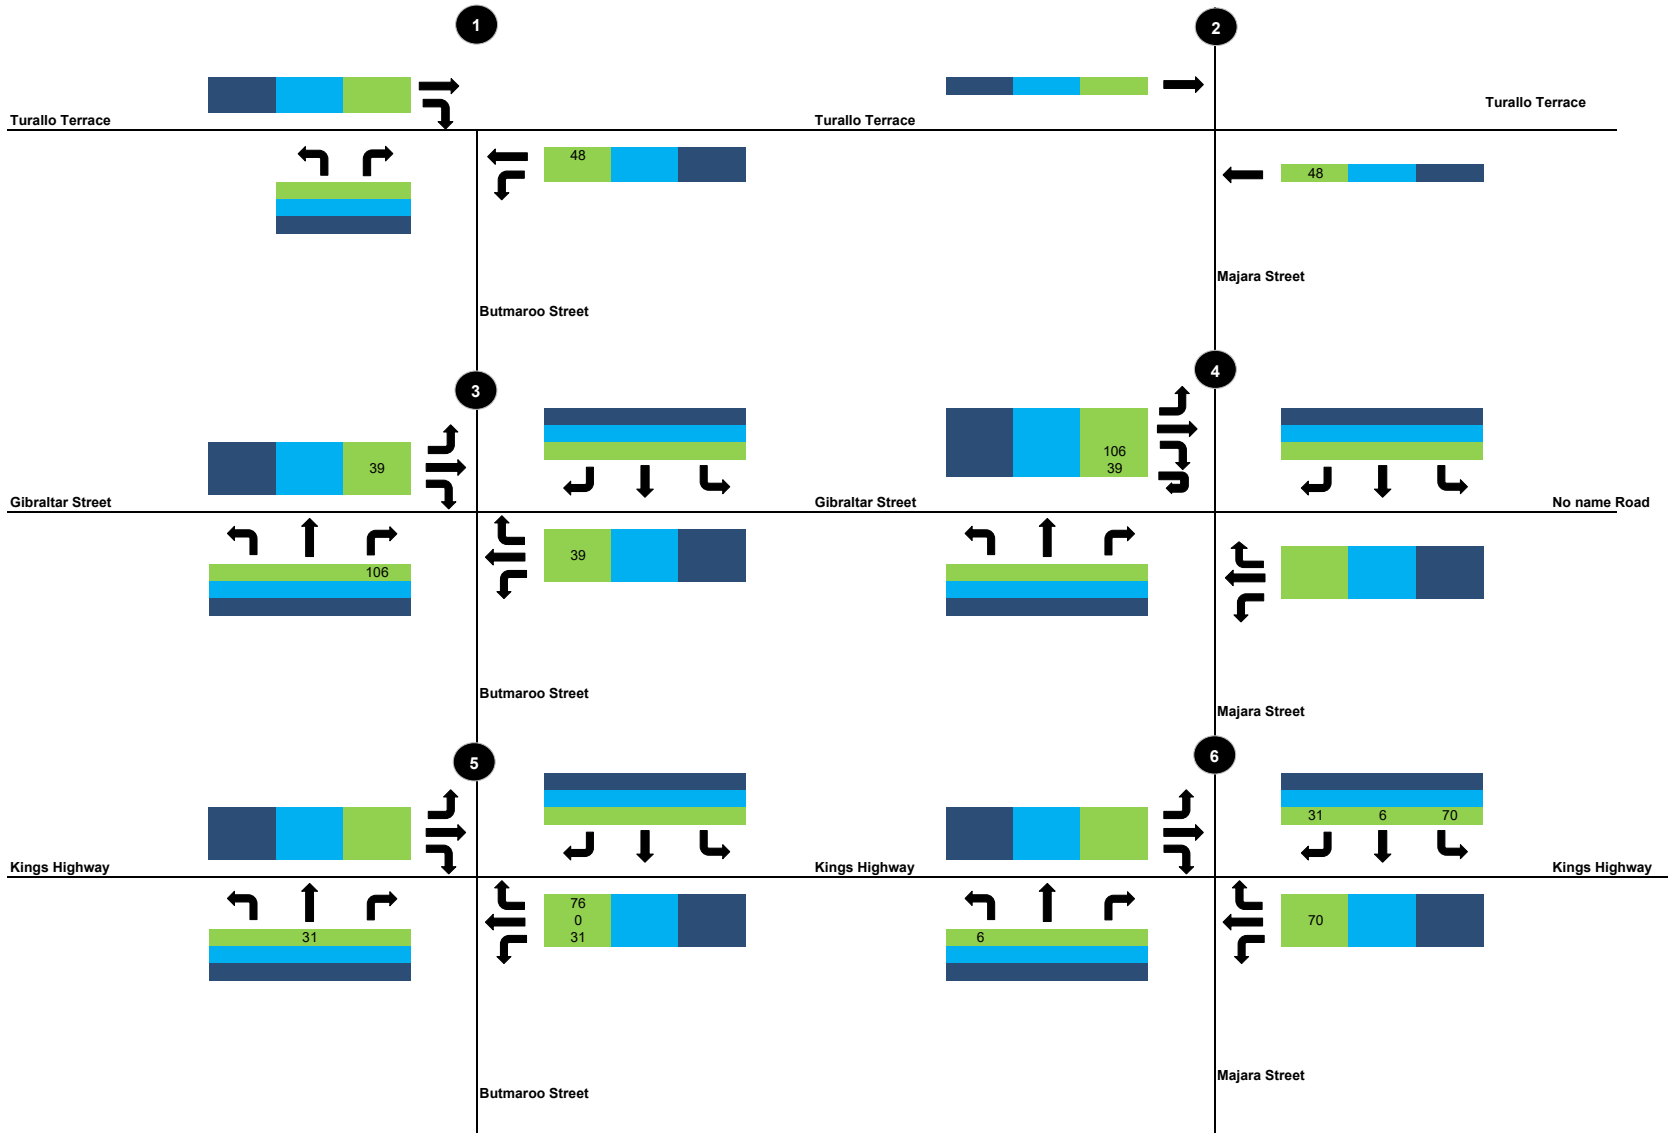 1
2
Turallo Terrace
Turallo Terrace
Turallo Terrace
48
48
Majara Street
Butmaroo Street
3
4
39
106
39
Gibraltar Street
Gibraltar Street
No name Road
39
106
Butmaroo Street
Majara Street
5
6
31 6 70
Kings Highway
Kings Highway
Kings Highway
76
0
31
31
6
70
Majara Street
Butmaroo Street